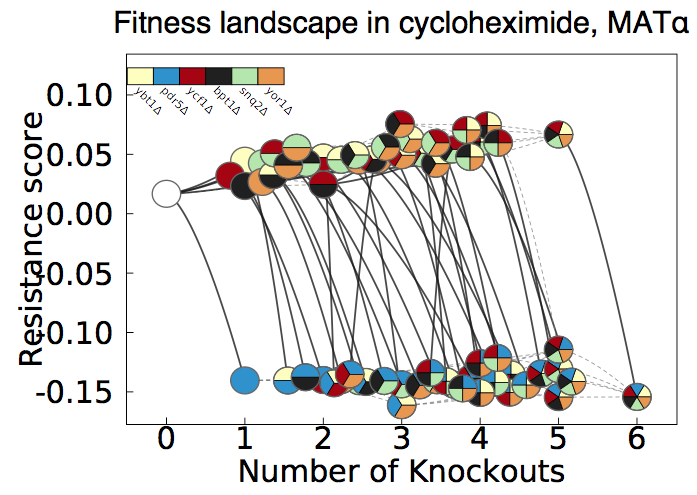 Fitness landscape in cycloheximide, MATα
ybt1Δ pdr5Δ ycf1Δ bpt1Δ snq2Δ yor1Δ
Resistance score
0.10
0.05
0.00
-0.05
-0.10
-0.15
0 1 2 3 4 5 6
Number of Knockouts